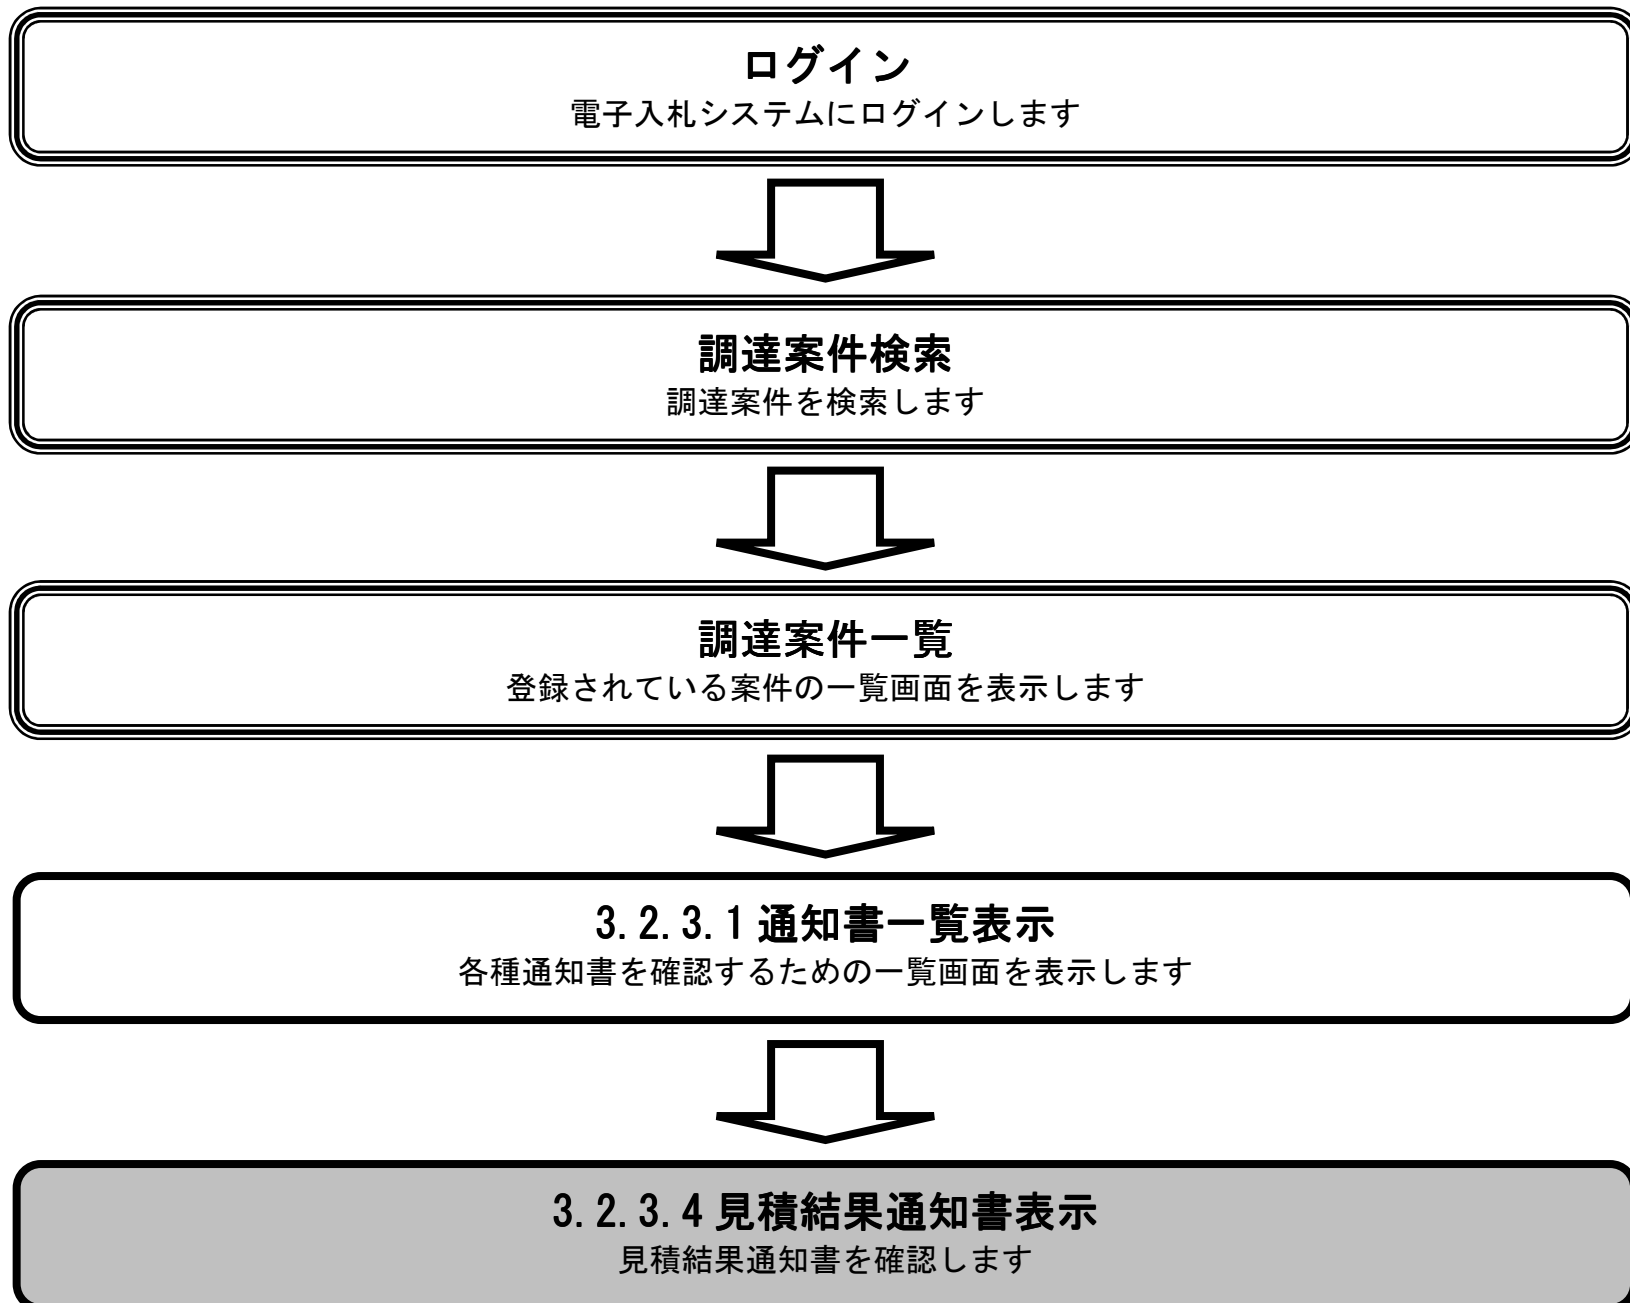 ログイン
電子入札システムにログインします
調達案件検索
調達案件を検索します
調達案件一覧
登録されている案件の一覧画面を表示します
3.2.3.1 通知書一覧表示
各種通知書を確認するための一覧画面を表示します
3.2.3.4 見積結果通知書表示
見積結果通知書を確認します